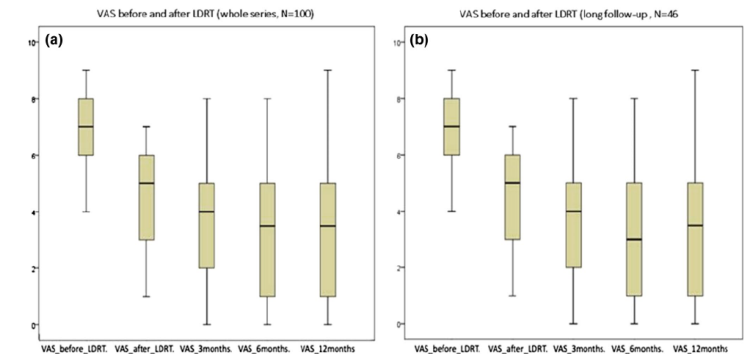 VAS before and after LDRT (whole series, N=100)
(a)
10
8
6
4
2
0
VAS_before_LDRT. VAS_after_LDRT. VAS_3months. VAS_6months. VAS_12months
VAS before and after LDRT (long follow-up , N=46
(b)
10
8
6
4
2
0
VAS_before_LDRT. VAS_after_LDRT. VAS_3months. VAS_6months. VAS_12months